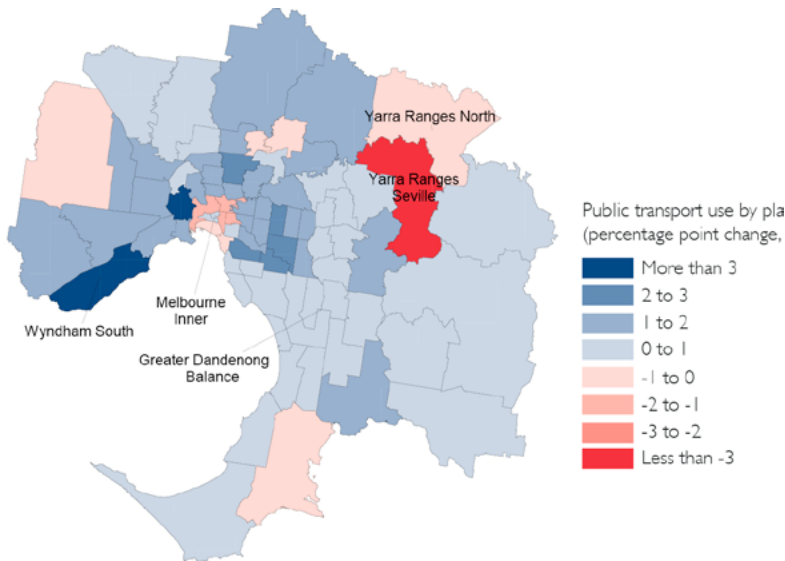 Yarra Ranges North
Yarra Ranges
Seville
Melbourne
Inner
Wyndham South
Greater Dandenong
Balance
Public transport use by pla
(percentage point change,
More than 3
2 to 3
1 to 2
0 to 1
-1 to 0
-2 to -1
-3 to -2
Less than -3